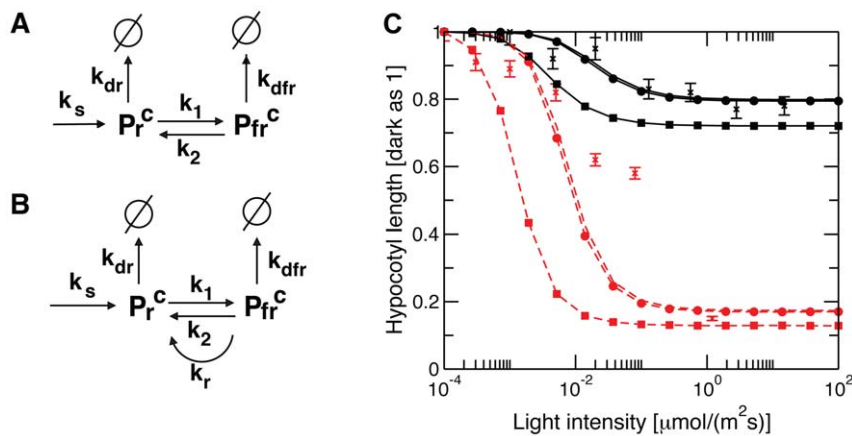 A
∅ ∅
k_dr k_dfr
k_s P_r^c k_1 P_fr^c
k_2
B
∅ ∅
k_dr k_dfr
k_s P_r^c k_1 P_fr^c
k_2
k_r
C
Hypocotyl length [dark as 1]
1
0.8
0.6
0.4
0.2
0
10^-4 10^-2 10^0 10^2
Light intensity [μmol/(m^2s)]